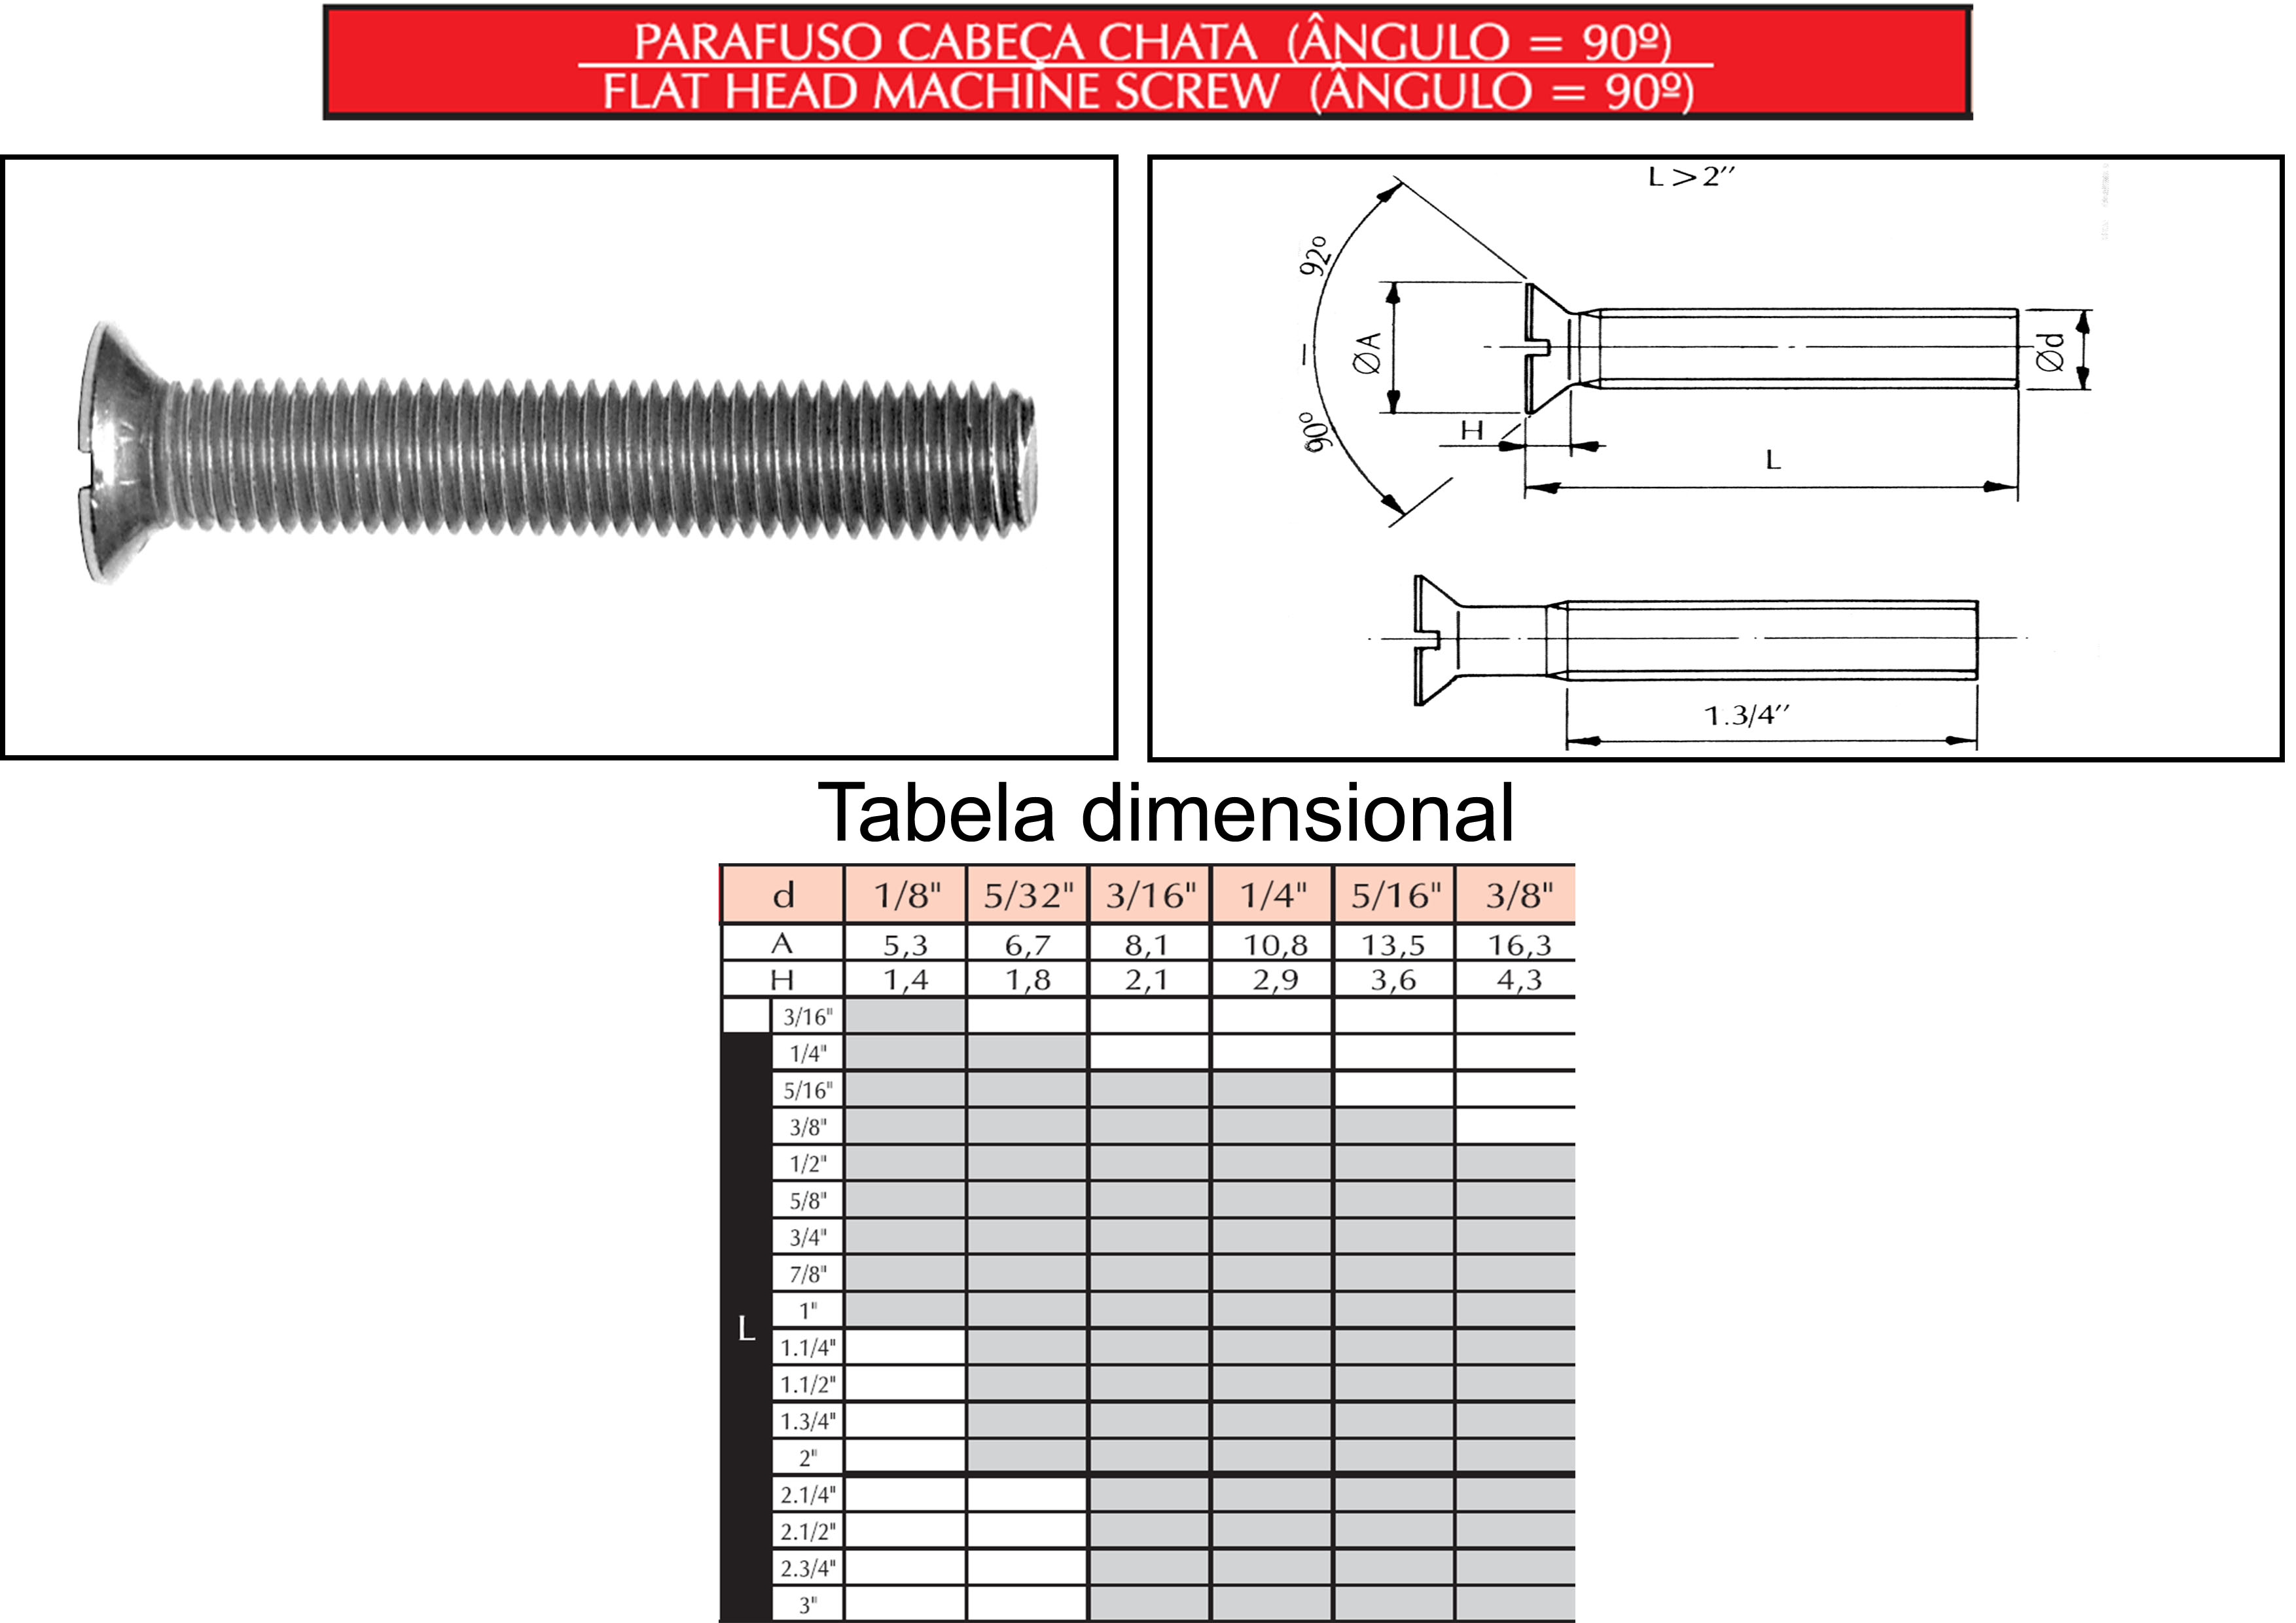 PARAFUSO CABEÇA CHATA (ÂNGULO = 90º)
FLAT HEAD MACHINE SCREW (ÂNGULO = 90º)
L > 2″
92º
–
90º
ØA
H
L
Ød
1.3/4″
Tabela dimensional
d 1/8" 5/32" 3/16" 1/4" 5/16" 3/8"
A 5,3 6,7 8,1 10,8 13,5 16,3
H 1,4 1,8 2,1 2,9 3,6 4,3
3/16"
1/4"
5/16"
3/8"
1/2"
5/8"
3/4"
7/8"
1"
L
1.1/4"
1.1/2"
1.3/4"
2"
2.1/4"
2.1/2"
2.3/4"
3"